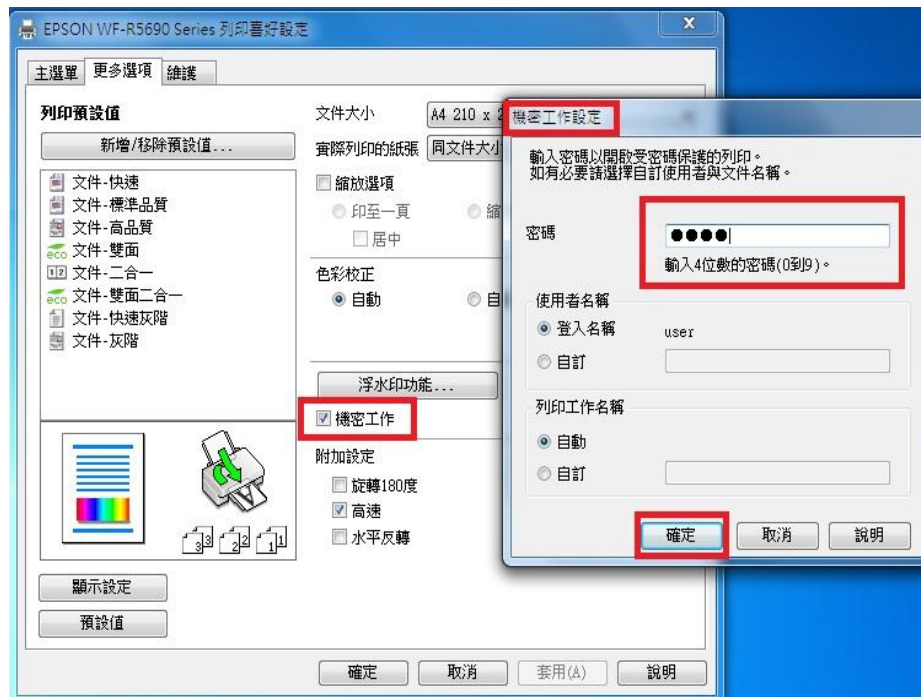 EPSON WF-R5690 Series 列印喜好設定
主選單 更多選項 維護
列印預設值
新增/移除預設值...
文件-快速
文件-標準品質
文件-高品質
eco 文件-雙面
12 文件-二合一
eco 文件-雙面二合一
文件-快速灰階
文件-灰階
3 3 2 2 1 1
顯示設定
預設值
文件大小 A4 210 x 2
實際列印的紙張 同文件大小
縮放選項
印至一頁 縮
居中
色彩校正
自動 自
浮水印功能...
機密工作
附加設定
旋轉180度
高速
水平反轉
確定 取消 套用(A) 說明
機密工作設定
輸入密碼以開啟受密碼保護的列印。
如有必要請選擇自訂使用者與文件名稱。
密碼 ●●●●
輸入4位數的密碼(0到9)。
使用者名稱
登入名稱 user
自訂
列印工作名稱
自動
自訂
確定 取消 說明